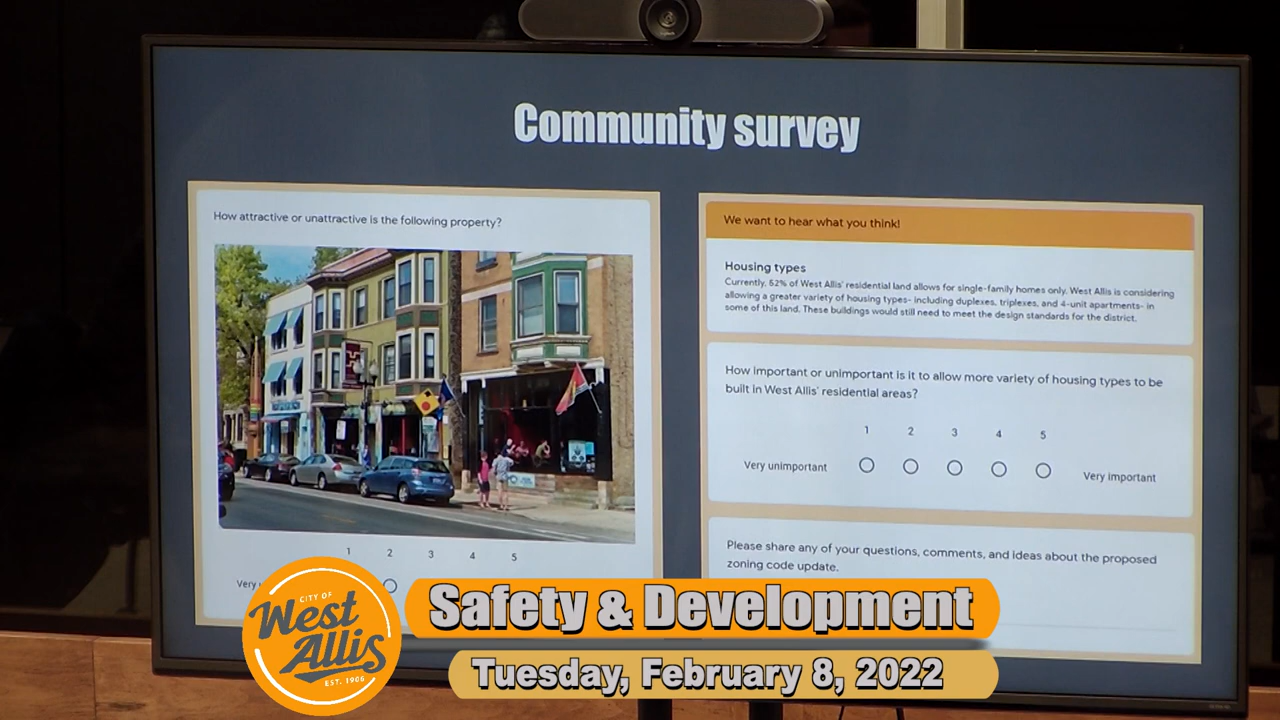 Community survey
How attractive or unattractive is the following property?
1 2 3 4 5
Very
We want to hear what you think!
Housing types
Currently, 52% of West Allis' residential land allows for single-family homes only. West Allis is considering
allowing a greater variety of housing types- including duplexes, triplexes, and 4-unit apartments- in
some of this land. These buildings would still need to meet the design standards for the district.
How important or unimportant is it to allow more variety of housing types to be
built in West Allis' residential areas?
1 2 3 4 5
Very unimportant
Very important
Please share any of your questions, comments, and ideas about the proposed
zoning code update.
CITY OF
West
Allis
EST. 1906
Safety & Development
Tuesday, February 8, 2022